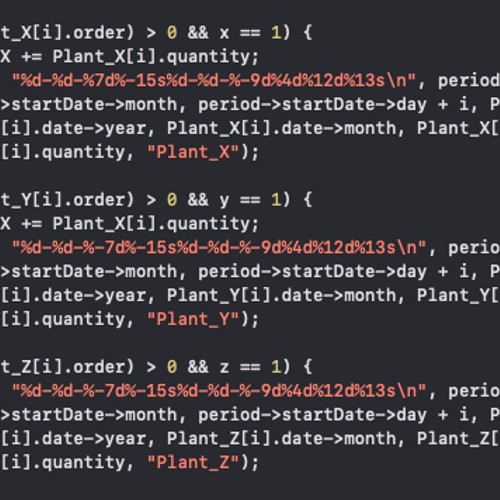 t_X[i].order) > 0 && x == 1) {
X += Plant_X[i].quantity;
"%d-%d-%7d%-15s%d-%d-%-9d%4d%12d%13s\n", period
>startDate->month, period->startDate->day + i, P
[i].date->year, Plant_X[i].date->month, Plant_X[
[i].quantity, "Plant_X");
t_Y[i].order) > 0 && y == 1) {
X += Plant_X[i].quantity;
"%d-%d-%-7d%-15s%d-%d-%-9d%4d%12d%13s\n", perio
>startDate->month, period->startDate->day + i, P
[i].date->year, Plant_Y[i].date->month, Plant_Y[
[i].quantity, "Plant_Y");
t_Z[i].order) > 0 && z == 1) {
"%d-%d-%-7d%-15s%d-%d-%-9d%4d%12d%13s\n", perio
>startDate->month, period->startDate->day + i, P
[i].date->year, Plant_Z[i].date->month, Plant_Z[
[i].quantity, "Plant_Z");